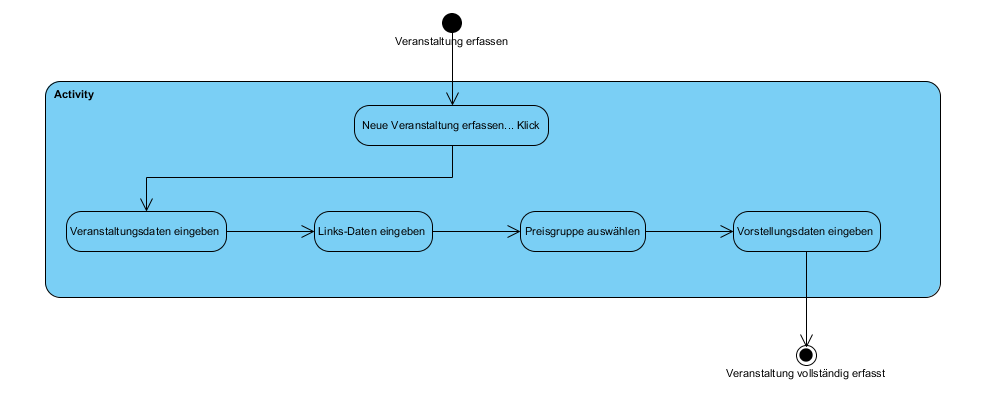 Veranstaltung erfassen
Activity
Neue Veranstaltung erfassen... Klick
Veranstaltungsdaten eingeben
Links-Daten eingeben
Preisgruppe auswählen
Vorstellungsdaten eingeben
Veranstaltung vollständig erfasst